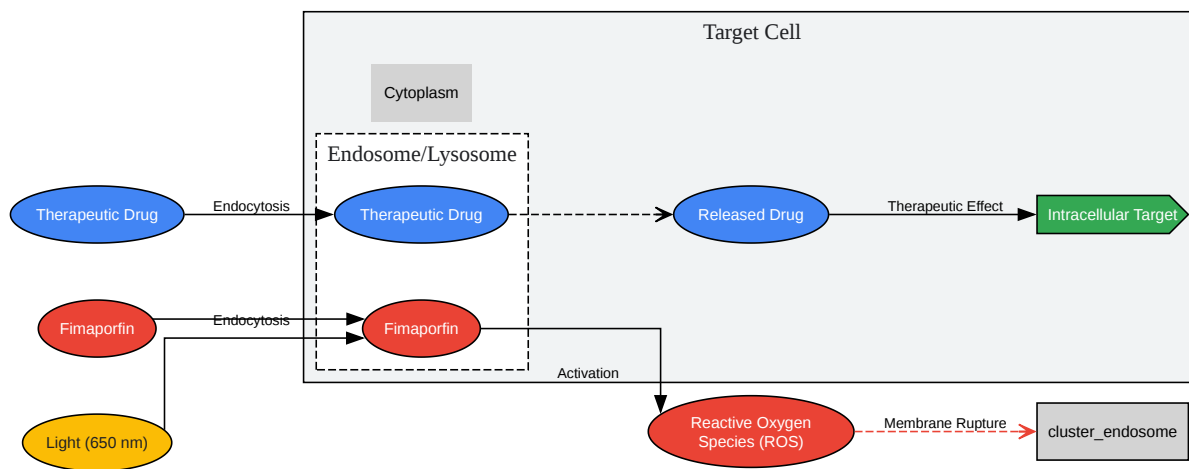 Target Cell
Cytoplasm
Endosome/Lysosome
Therapeutic Drug
Endocytosis
Therapeutic Drug
Released Drug
Therapeutic Effect
Intracellular Target
Fimaporfin
Endocytosis
Fimaporfin
Activation
Light (650 nm)
Reactive Oxygen
Species (ROS)
Membrane Rupture
cluster_endosome